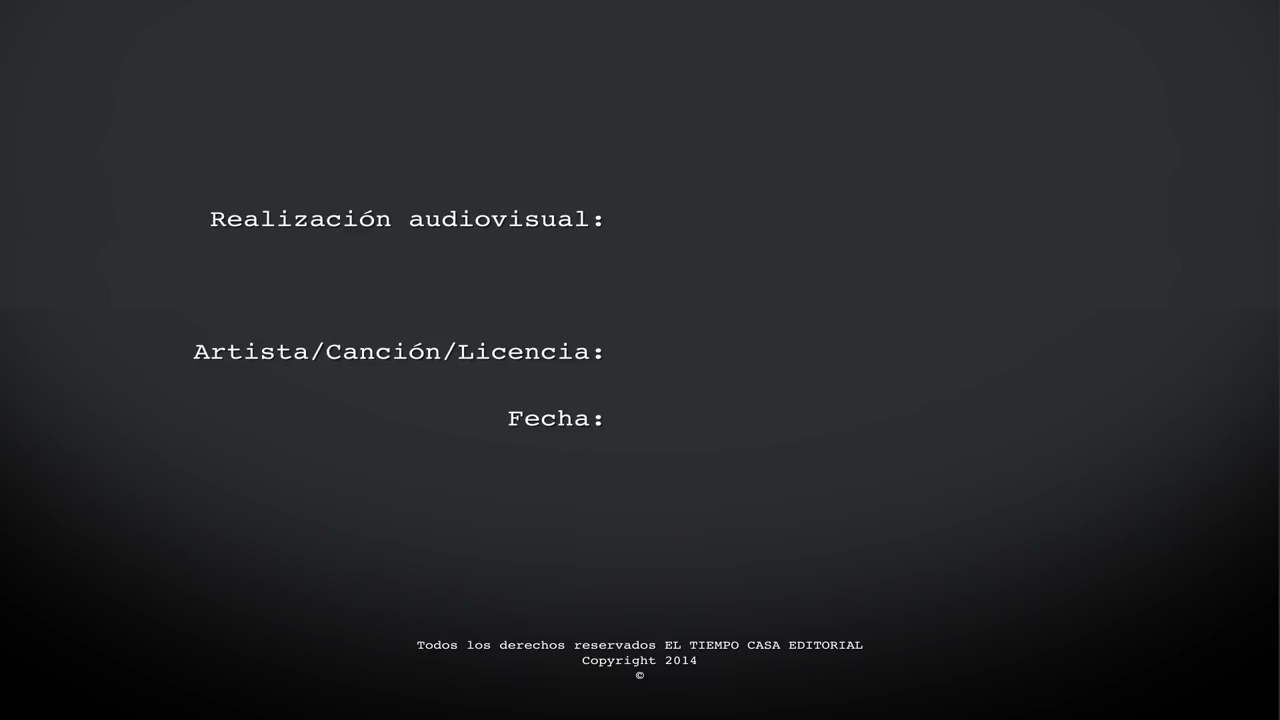 Realización audiovisual:
Artista/Canción/Licencia:
Fecha:
Todos los derechos reservados EL TIEMPO CASA EDITORIAL
Copyright 2014
©